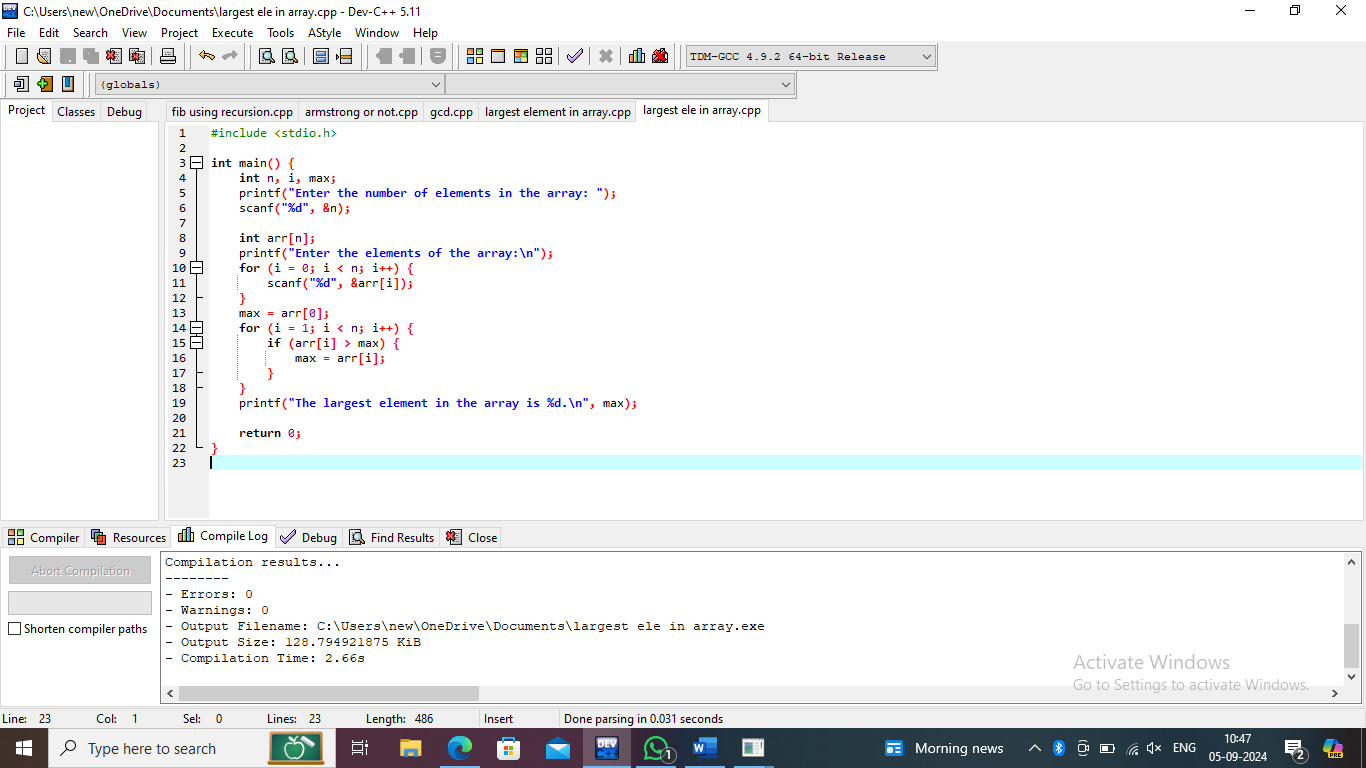 C:\Users\new\OneDrive\Documents\largest ele in array.cpp - Dev-C++ 5.11
File Edit Search View Project Execute Tools AStyle Window Help
TDM-GCC 4.9.2 64-bit Release
(globals)
Project Classes Debug
fib using recursion.cpp armstrong or not.cpp gcd.cpp largest element in array.cpp largest ele in array.cpp
1 #include <stdio.h>
2
3 int main() {
4 int n, i, max;
5 printf("Enter the number of elements in the array: ");
6 scanf("%d", &n);
7
8 int arr[n];
9 printf("Enter the elements of the array:\n");
10 for (i = 0; i < n; i++) {
11 scanf("%d", &arr[i]);
12 }
13 max = arr[0];
14 for (i = 1; i < n; i++) {
15 if (arr[i] > max) {
16 max = arr[i];
17 }
18 }
19 printf("The largest element in the array is %d.\n", max);
20
21 return 0;
22 }
23
Compiler Resources Compile Log Debug Find Results Close
Abort Compilation
Shorten compiler paths
Compilation results...
--------
- Errors: 0
- Warnings: 0
- Output Filename: C:\Users\new\OneDrive\Documents\largest ele in array.exe
- Output Size: 128.794921875 KiB
- Compilation Time: 2.66s
Activate Windows
Go to Settings to activate Windows.
Line: 23 Col: 1 Sel: 0 Lines: 23 Length: 486 Insert Done parsing in 0.031 seconds
Type here to search
DEV
1
W
Morning news
ENG
10:47
05-09-2024
2
PRE